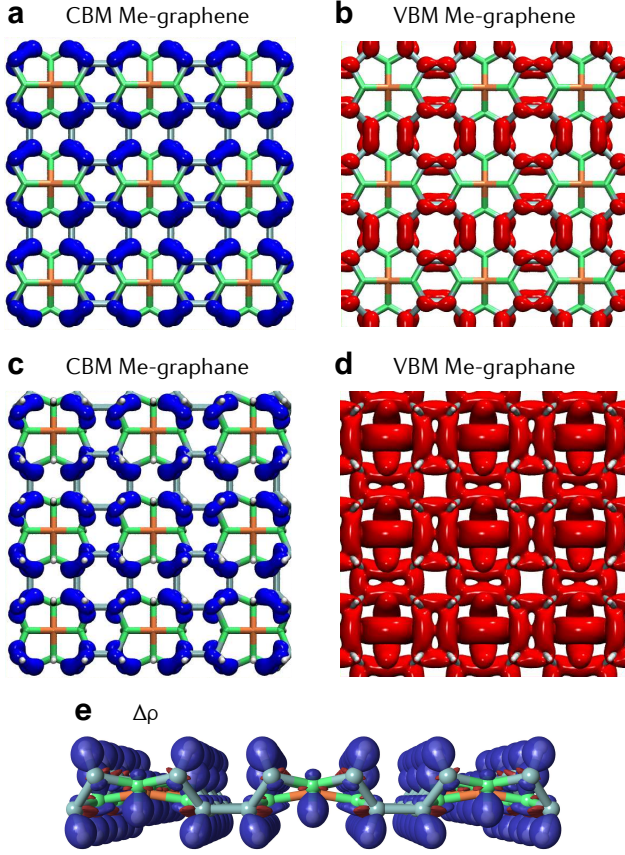 a CBM Me-graphene
b VBM Me-graphene
c CBM Me-graphane
d VBM Me-graphane
e Δρ